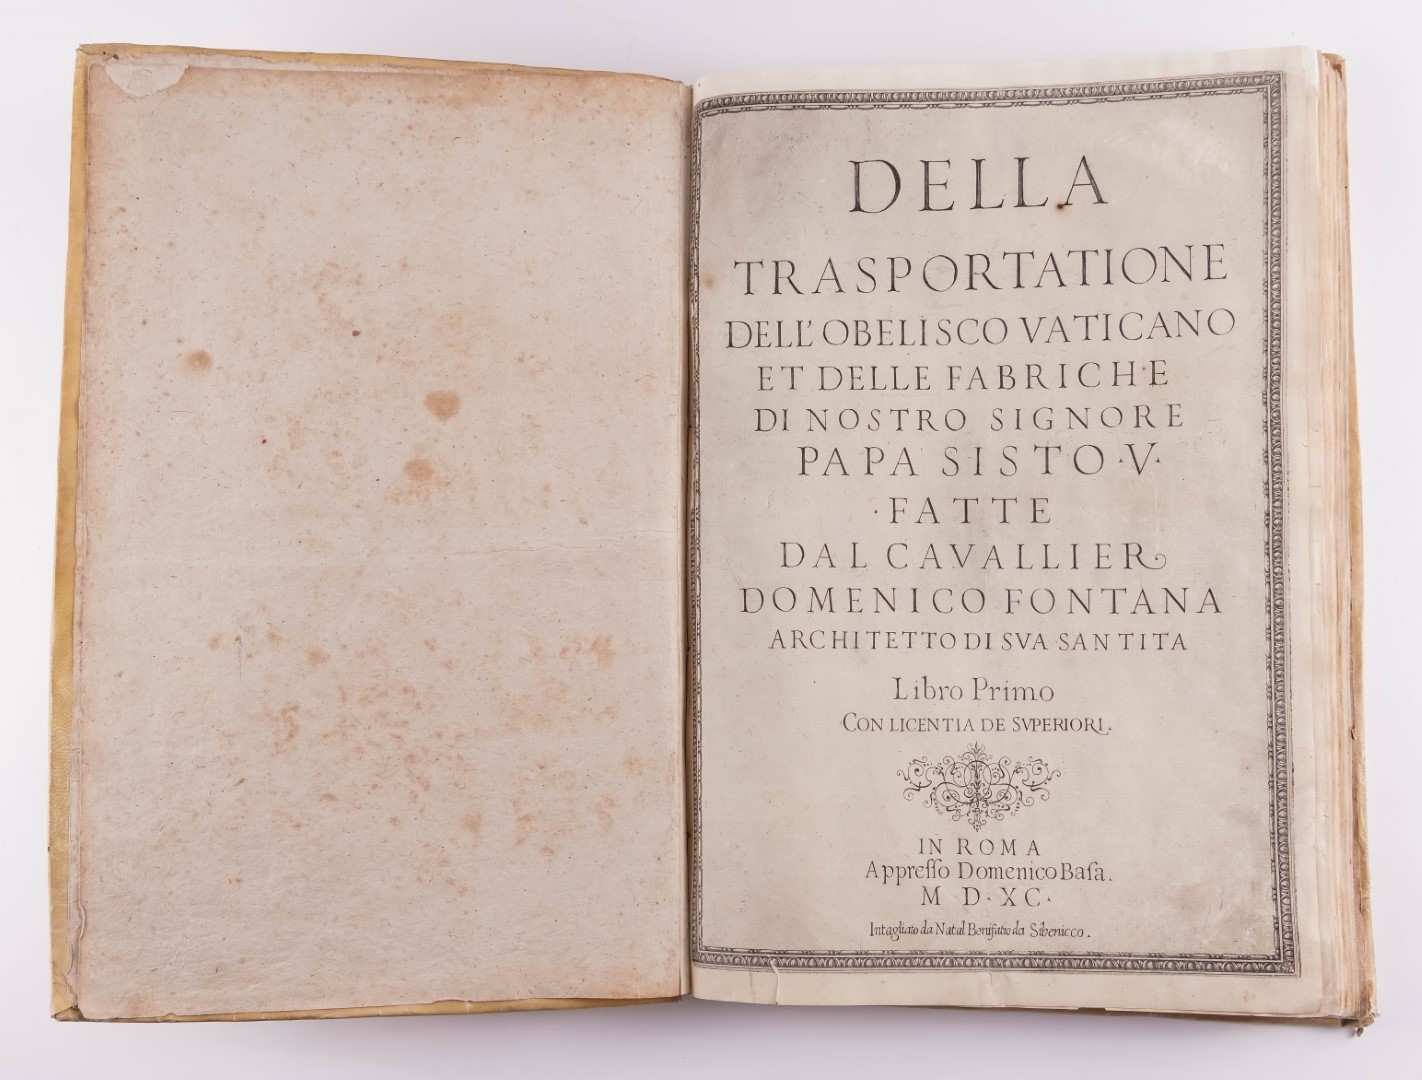 DELLA
TRASPORTATIONE
DELL'OBELISCO VATICANO
ET DELLE FABRICHE
DI NOSTRO SIGNORE
PAPA SISTO·V·
·FATTE
DAL CAVALLIER
DOMENICO FONTANA
ARCHITETTO DI SVA SANTITA
Libro Primo
CON LICENTIA DE SVPERIORI.
IN ROMA
Appresso Domenico Basa.
M D·XC·
Intagliato da Natal Bonifatio da Sibenicco.